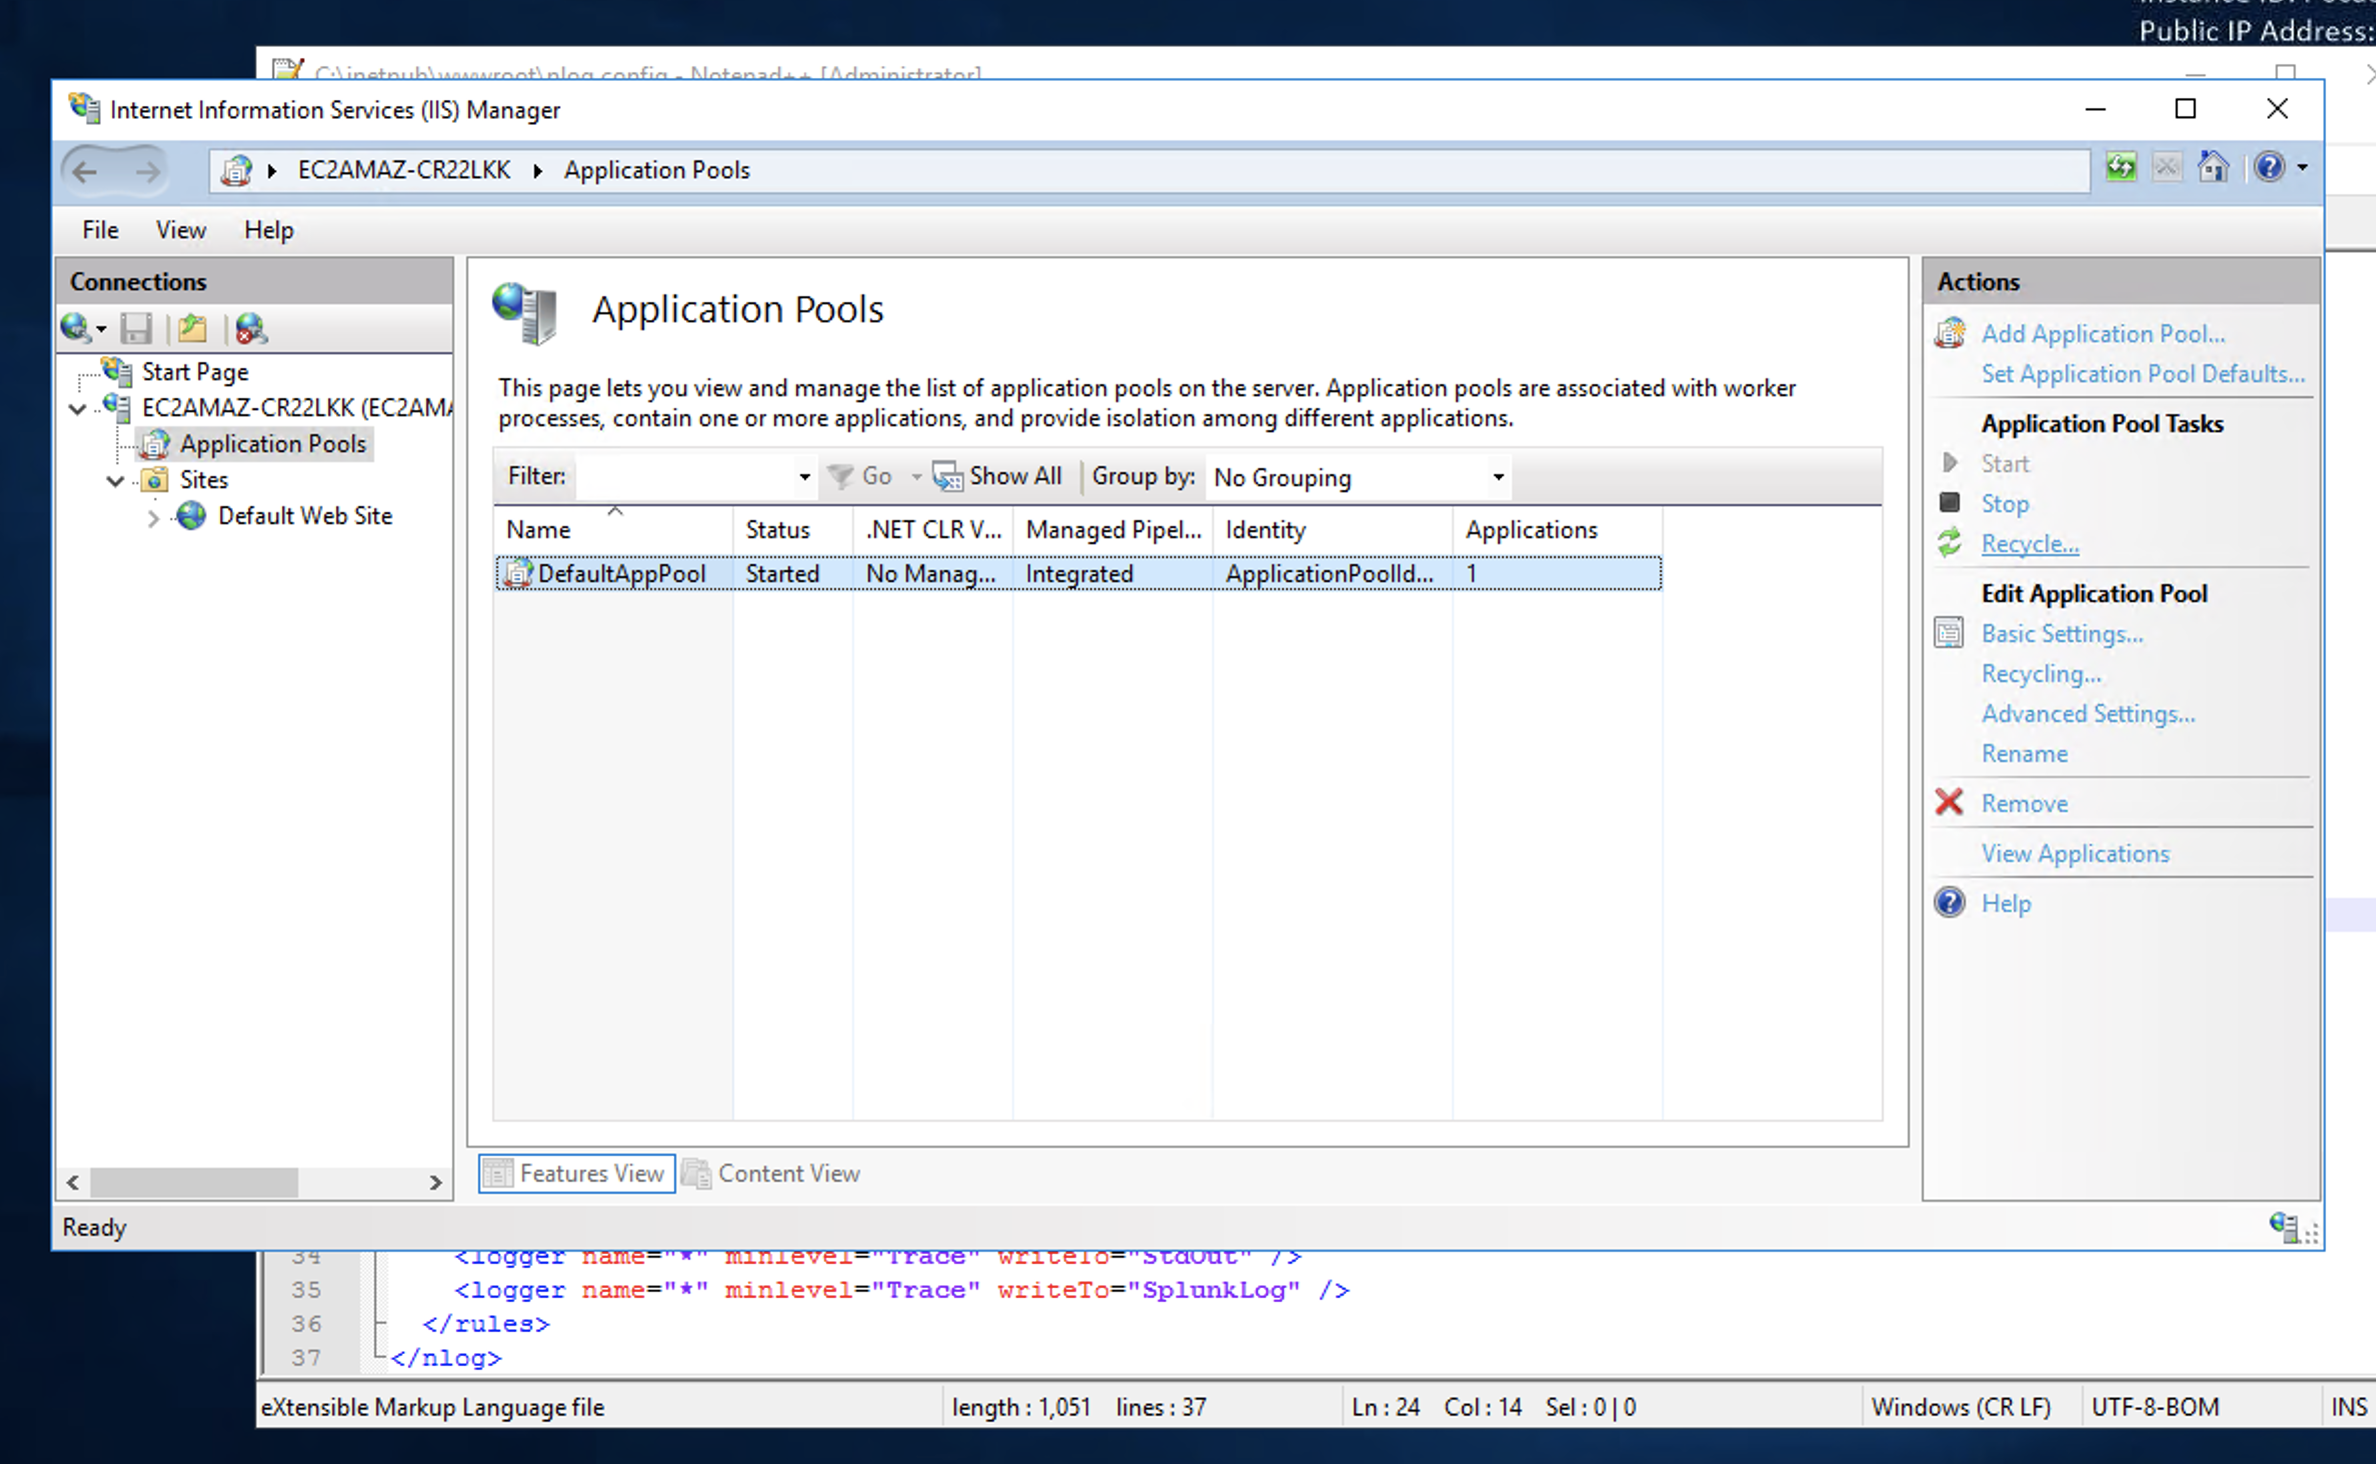 Public IP Address:
C:\inetpub\wwwroot\nlog.config - Notepad++ [Administrator]
Internet Information Services (IIS) Manager
EC2AMAZ-CR22LKK Application Pools
File View Help
Connections
Start Page
EC2AMAZ-CR22LKK (EC2AMA
Application Pools
Sites
Default Web Site
Application Pools
This page lets you view and manage the list of application pools on the server. Application pools are associated with worker
processes, contain one or more applications, and provide isolation among different applications.
Filter: Go Show All Group by: No Grouping
Name Status .NET CLR V... Managed Pipel... Identity Applications
DefaultAppPool Started No Manag... Integrated ApplicationPoolId... 1
Features View Content View
Actions
Add Application Pool...
Set Application Pool Defaults...
Application Pool Tasks
Start
Stop
Recycle...
Edit Application Pool
Basic Settings...
Recycling...
Advanced Settings...
Rename
Remove
View Applications
Help
Ready
34 <logger name="*" minlevel="Trace" writeTo="StdOut" />
35 <logger name="*" minlevel="Trace" writeTo="SplunkLog" />
36 </rules>
37 </nlog>
eXtensible Markup Language file length : 1,051 lines : 37 Ln : 24 Col : 14 Sel : 0 | 0 Windows (CR LF) UTF-8-BOM INS